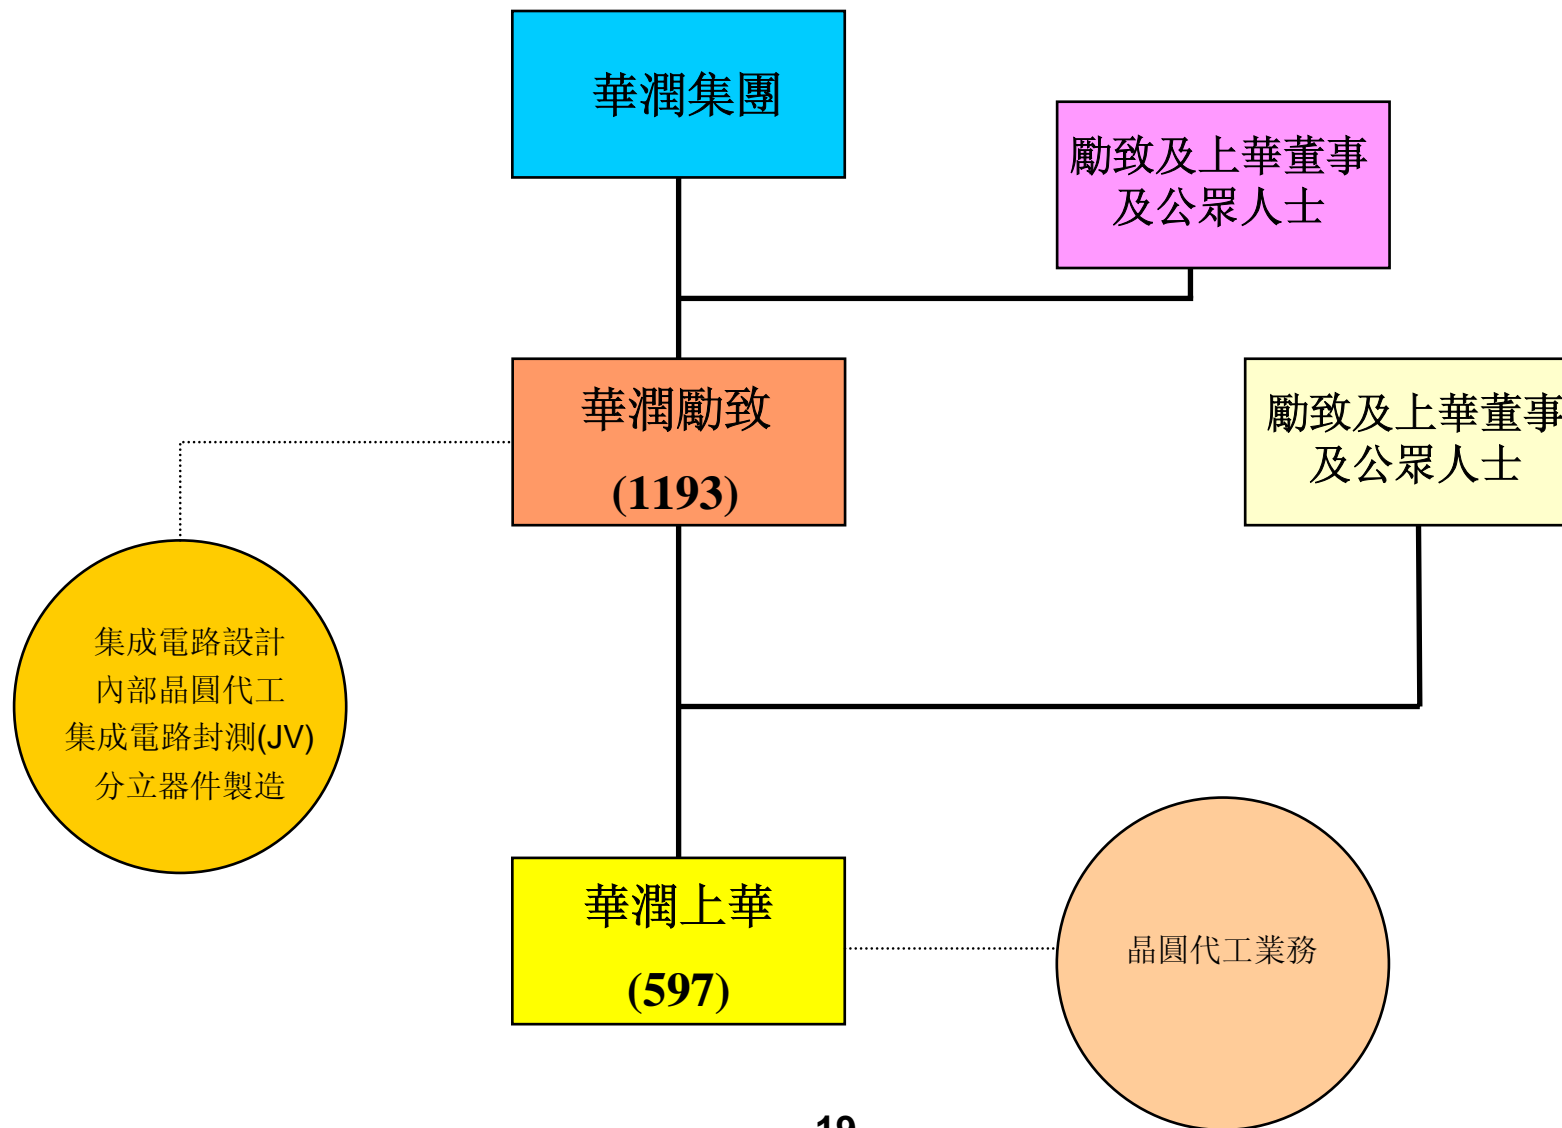 華潤集團
勵致及上華董事
及公眾人士
華潤勵致
(1193)
勵致及上華董事
及公眾人士
集成電路設計
內部晶圓代工
集成電路封測(JV)
分立器件製造
華潤上華
(597)
晶圓代工業務
19